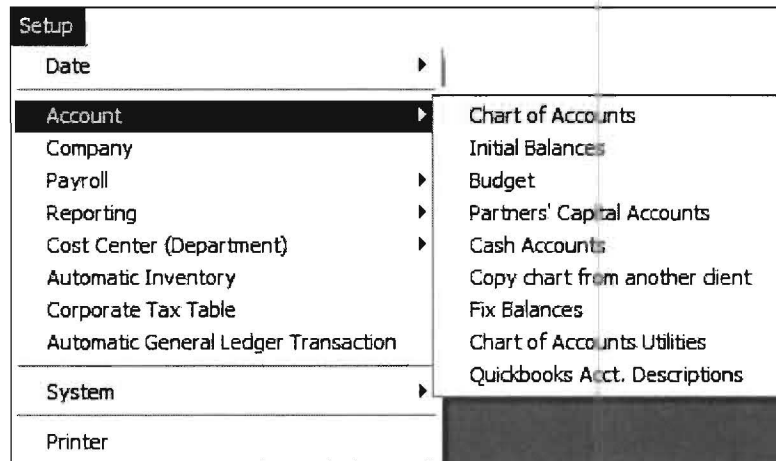 Setup
Date
Account
Company
Payroll
Reporting
Cost Center (Department)
Automatic Inventory
Corporate Tax Table
Automatic General Ledger Transaction
System
Printer
Chart of Accounts
Initial Balances
Budget
Partners' Capital Accounts
Cash Accounts
Copy chart from another client
Fix Balances
Chart of Accounts Utilities
Quickbooks Acct. Descriptions